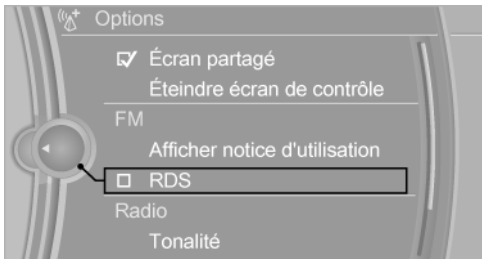 Options
Écran partagé
Éteindre écran de contrôle
FM
Afficher notice d'utilisation
RDS
Radio
Tonalité